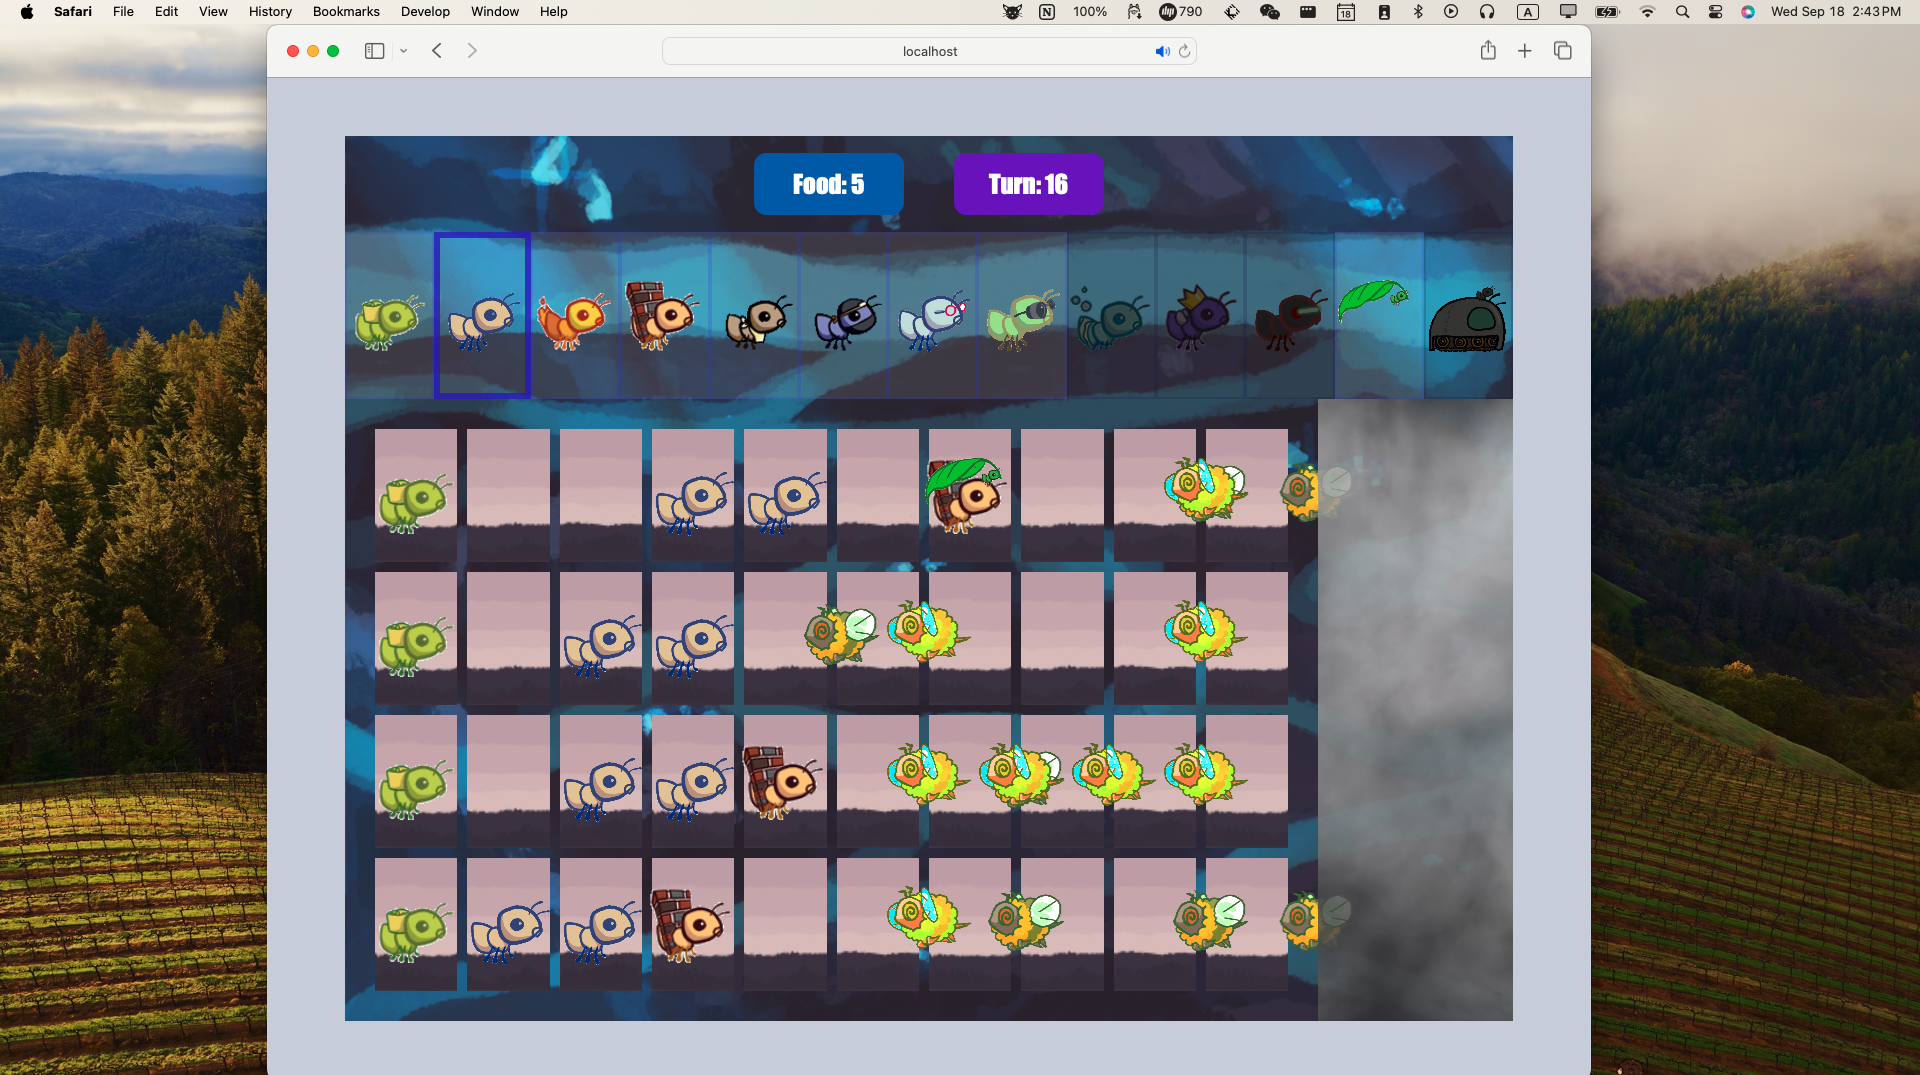 Safari File Edit View History Bookmarks Develop Window Help 100% 790 18 A Wed Sep 18 2:43 PM
localhost
Food: 5 Turn: 16